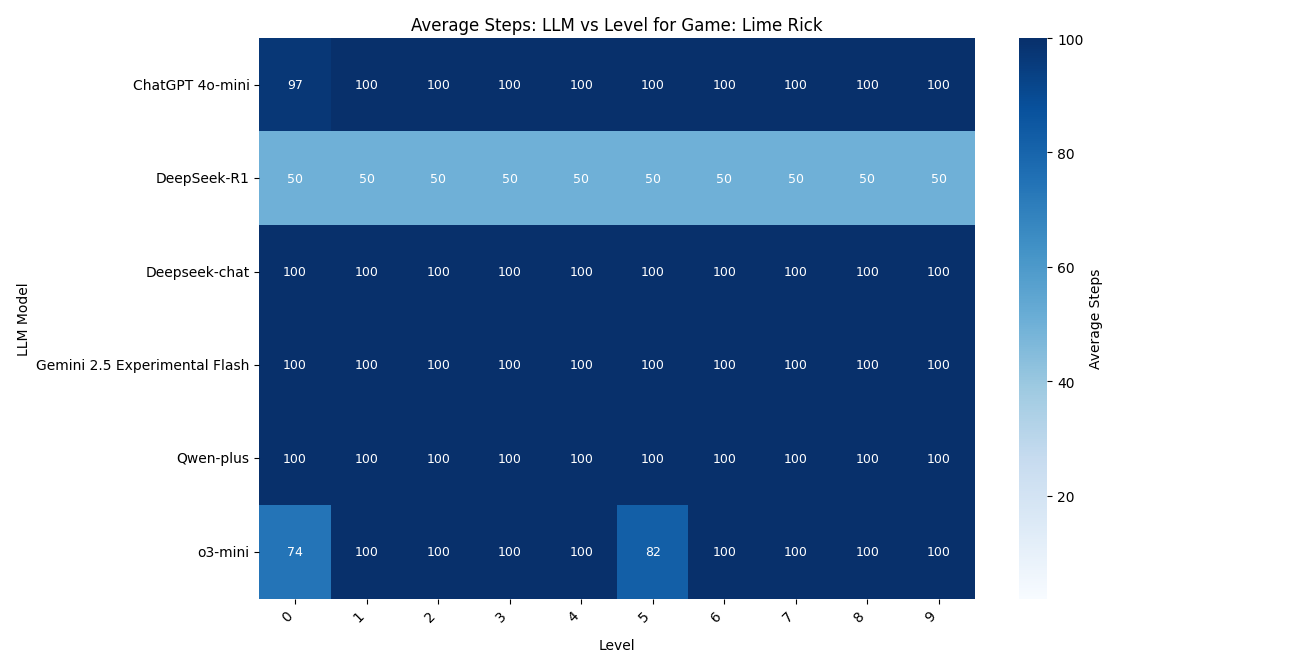 Average Steps: LLM vs Level for Game: Lime Rick
LLM Model
ChatGPT 4o-mini 97 100 100 100 100 100 100 100 100 100
DeepSeek-R1 50 50 50 50 50 50 50 50 50 50
Deepseek-chat 100 100 100 100 100 100 100 100 100 100
Gemini 2.5 Experimental Flash 100 100 100 100 100 100 100 100 100 100
Qwen-plus 100 100 100 100 100 100 100 100 100 100
o3-mini 74 100 100 100 100 82 100 100 100 100
0 1 2 3 4 5 6 7 8 9
Level
100
80
60
40
20
Average Steps